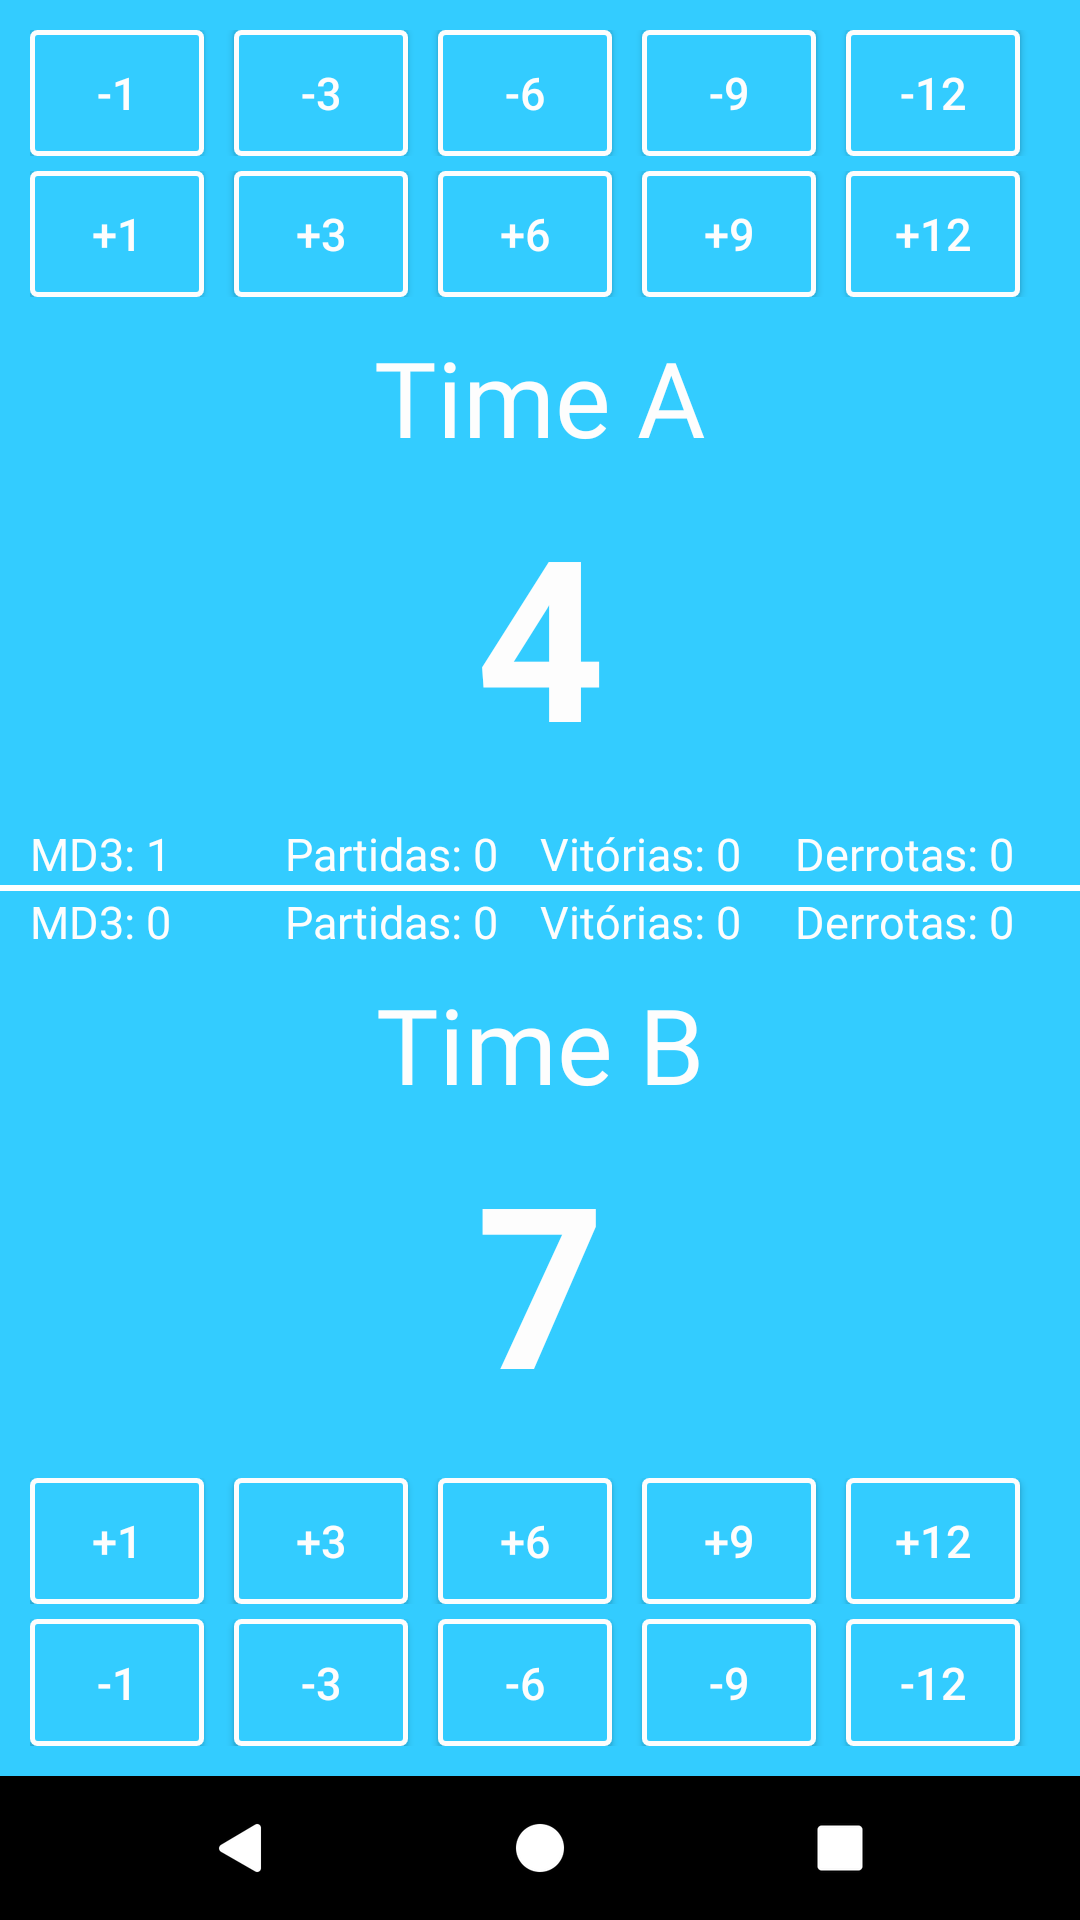 -1 -3 -6 -9 -12
+1 +3 +6 +9 +12
Time A
4
MD3: 1 Partidas: 0 Vitórias: 0 Derrotas: 0
MD3: 0 Partidas: 0 Vitórias: 0 Derrotas: 0
Time B
7
+1 +3 +6 +9 +12
-1 -3 -6 -9 -12